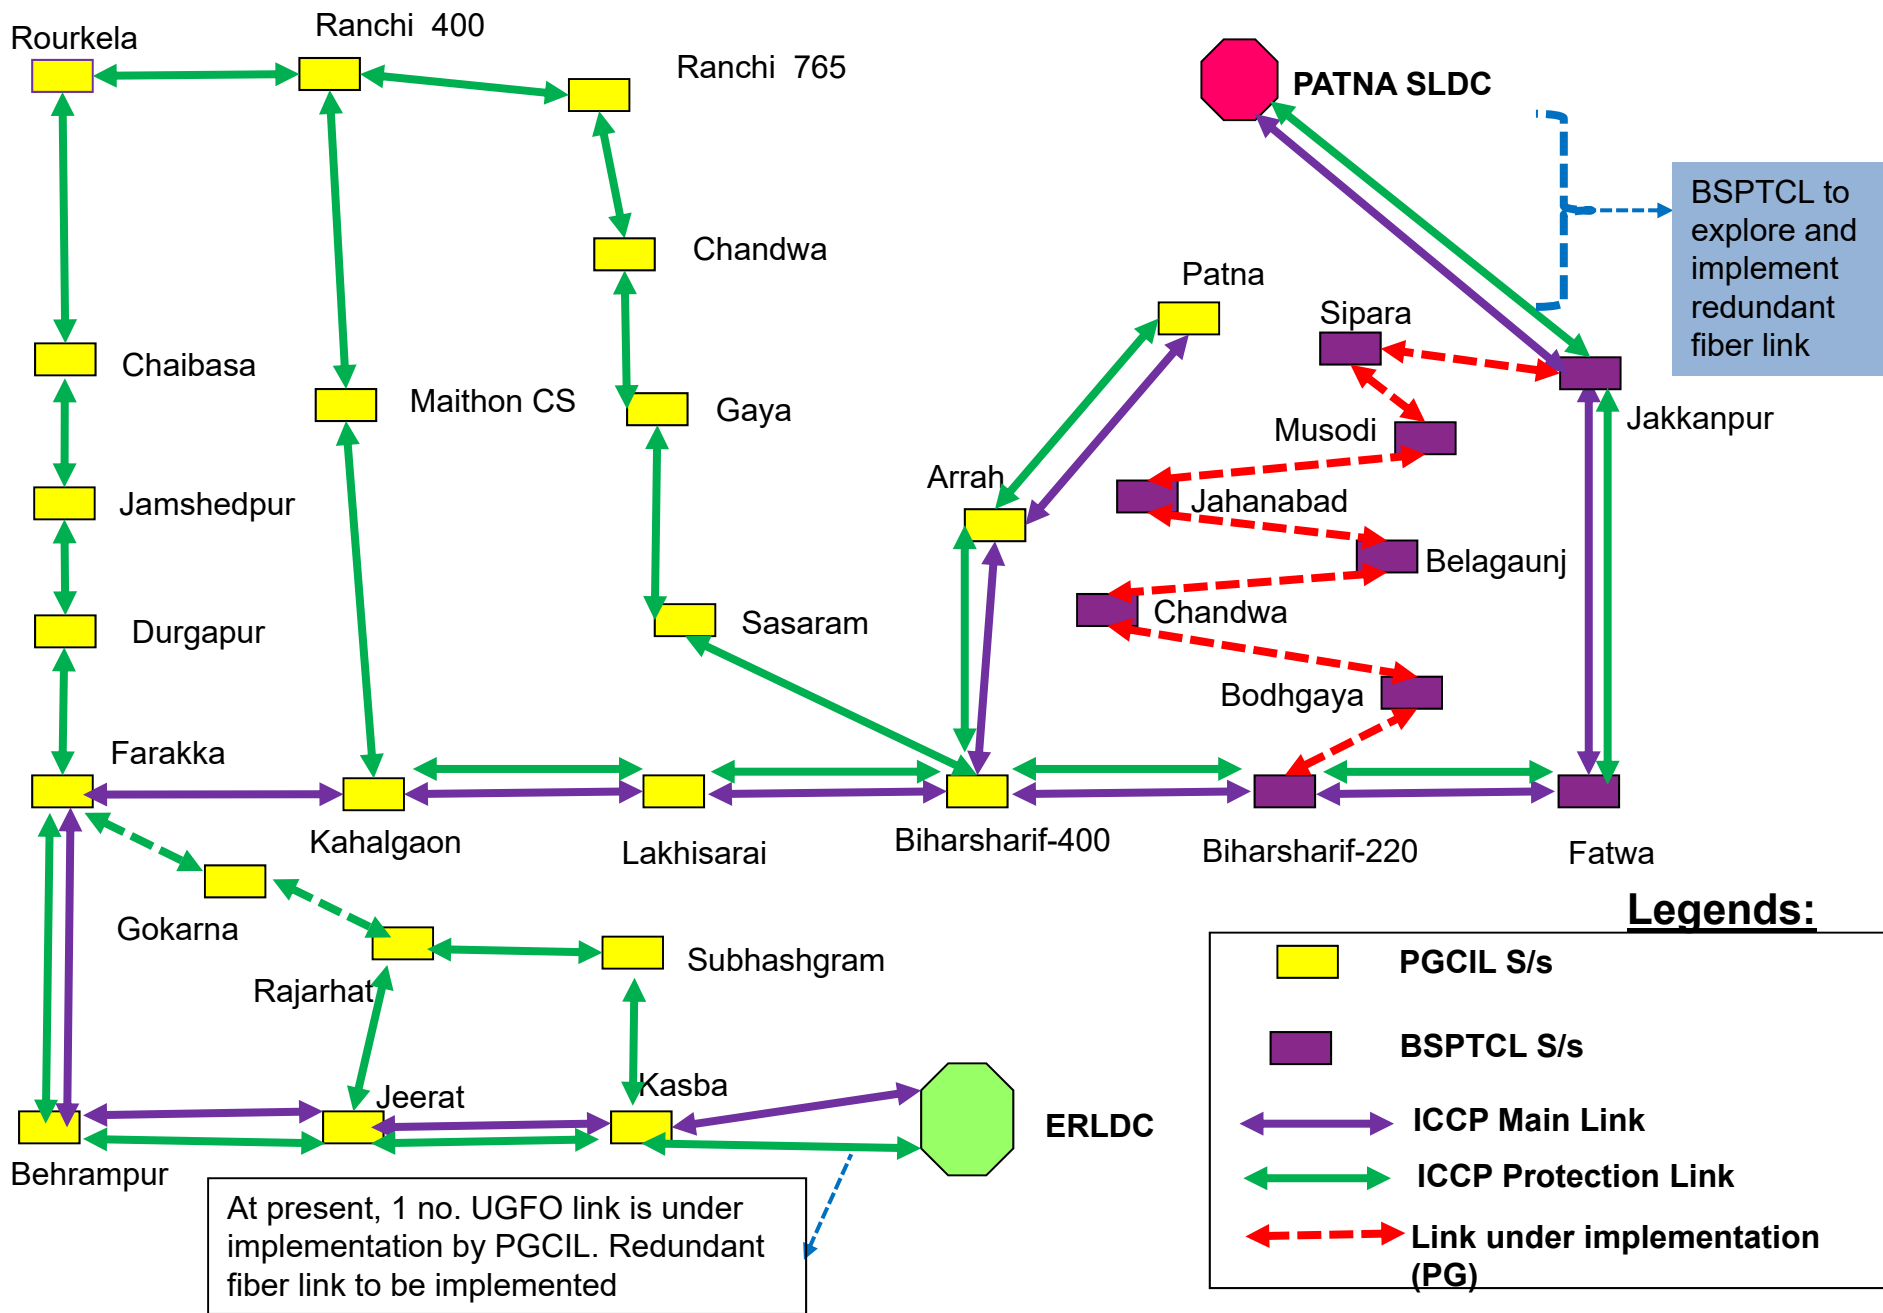 Rourkela
Ranchi  400
Ranchi  765
PATNA SLDC
BSPTCL to
explore and
implement
redundant
fiber link
Chandwa
Patna
Sipara
Chaibasa
Maithon CS
Gaya
Musodi
Jakkanpur
Arrah
Jamshedpur
Jahanabad
Belagaunj
Durgapur
Sasaram
Chandwa
Bodhgaya
Farakka
Kahalgaon
Lakhisarai
Biharsharif-400
Biharsharif-220
Fatwa
Gokarna
Rajarhat
Subhashgram
Jeerat
Kasba
Behrampur
ERLDC
At present, 1 no. UGFO link is under
implementation by PGCIL. Redundant
fiber link to be implemented
Legends:
PGCIL S/s
BSPTCL S/s
ICCP Main Link
ICCP Protection Link
Link under implementation
(PG)